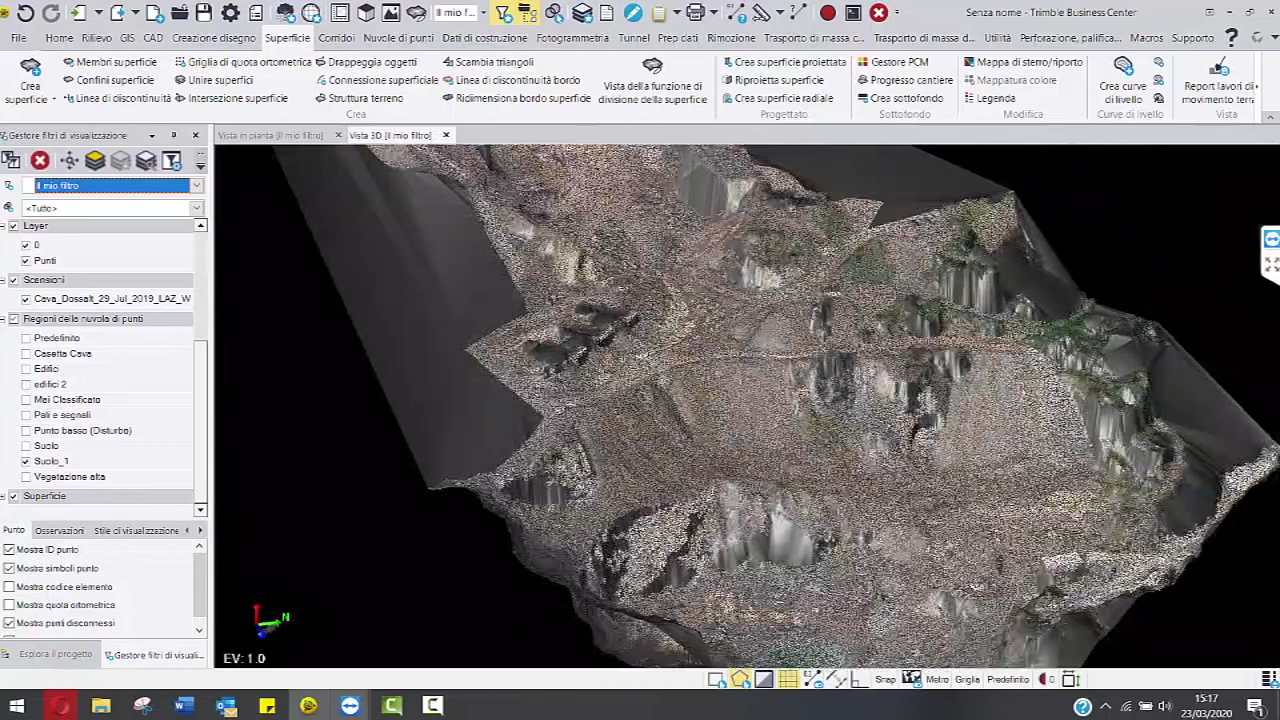 Il mio f...
Senza nome - Trimble Business Center
File Home Rilievo GIS CAD Creazione disegno Superficie Corridoi Nuvole di punti Dati di costruzione Fotogrammetria Tunnel Prep dati Rimozione Trasporto di massa c... Trasporto di massa d... Utilità Perforazione, palifica... Macros Supporto
Crea superficie
Membri superficie
Confini superficie
Linea di discontinuità
Griglia di quota ortometrica
Unire superfici
Intersezione superficie
Drappeggia oggetti
Connessione superficie
Struttura terreno
Scambia triangoli
Linea di discontinuità bordo
Ridimensiona bordo superficie
Vista della funzione di divisione della superficie
Crea superficie proiettata
Riproietta superficie
Crea superficie radiale
Gestore PCM
Progresso cantiere
Crea sottofondo
Mappa di sterro/riporto
Mappatura colore
Legenda
Crea curve di livello
Report lavori di movimento terra
Crea Progettato Sottofondo Modifica Curve di livello Vista
Gestore filtri di visualizzazione
Vista in pianta [Il mio filtro]
Vista 3D [Il mio filtro]
Il mio filtro
<Tutto>
Layer
0
Punti
Scansioni
Cava_Dossalt_29_Jul_2019_LAZ_W
Regioni della nuvola di punti
Predefinito
Casetta Cava
Edifici
edifici 2
Mai Classificato
Pali e segnali
Punto basso (Disturbo)
Suolo
Suolo_1
Vegetazione alta
Superficie
Punto Osservazioni Stile di visualizzazione
Mostra ID punto
Mostra simboli punto
Mostra codice elemento
Mostra quota ortometrica
Mostra punti disconnessi
Esplora il progetto
Gestore filtri di visuali...
N
EV: 1.0
Snap Metro Griglia Predefinito 0
15:17
23/03/2020